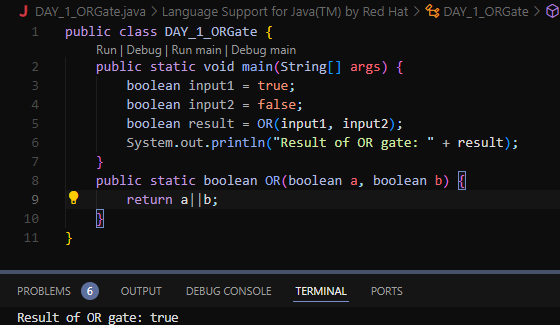 DAY_1_ORGate.java > Language Support for Java(TM) by Red Hat > DAY_1_ORGate >
1 public class DAY_1_ORGate {
Run | Debug | Run main | Debug main
2 public static void main(String[] args) {
3 boolean input1 = true;
4 boolean input2 = false;
5 boolean result = OR(input1, input2);
6 System.out.println("Result of OR gate: " + result);
7 }
8 public static boolean OR(boolean a, boolean b) {
9 return a||b;
10 }
11 }
PROBLEMS 6 OUTPUT DEBUG CONSOLE TERMINAL PORTS
Result of OR gate: true